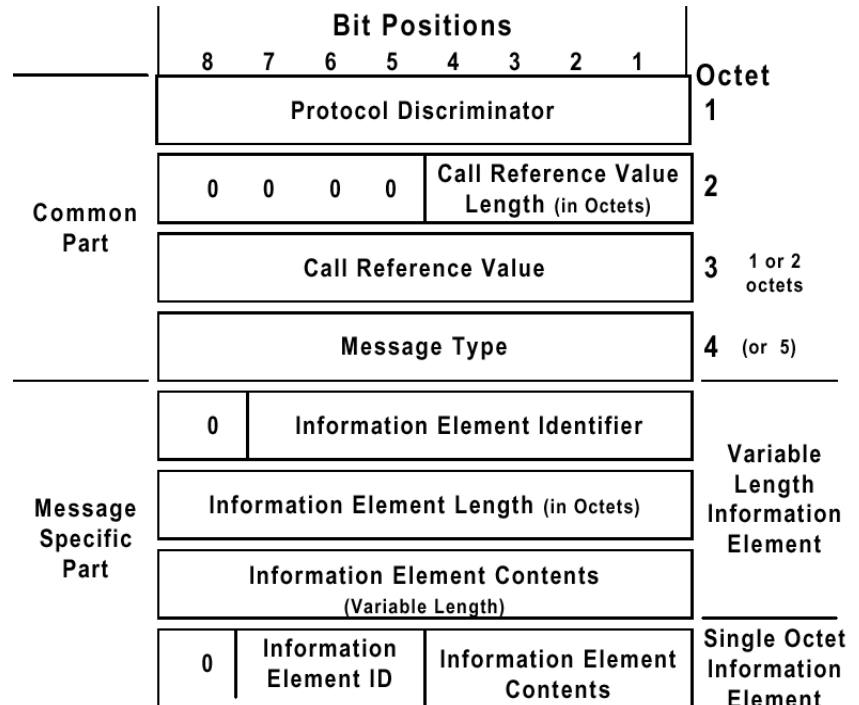 Bit Positions
8 7 6 5 4 3 2 1
Octet
Protocol Discriminator
1
0 0 0 0
Call Reference Value
Length (in Octets)
2
Common
Part
Call Reference Value
3
1 or 2
octets
Message Type
4 (or 5)
0
Information Element Identifier
Variable
Length
Information
Element
Information Element Length (in Octets)
Message
Specific
Part
Information Element Contents
(Variable Length)
0
Information
Element ID
Information Element
Contents
Single Octet
Information
Element